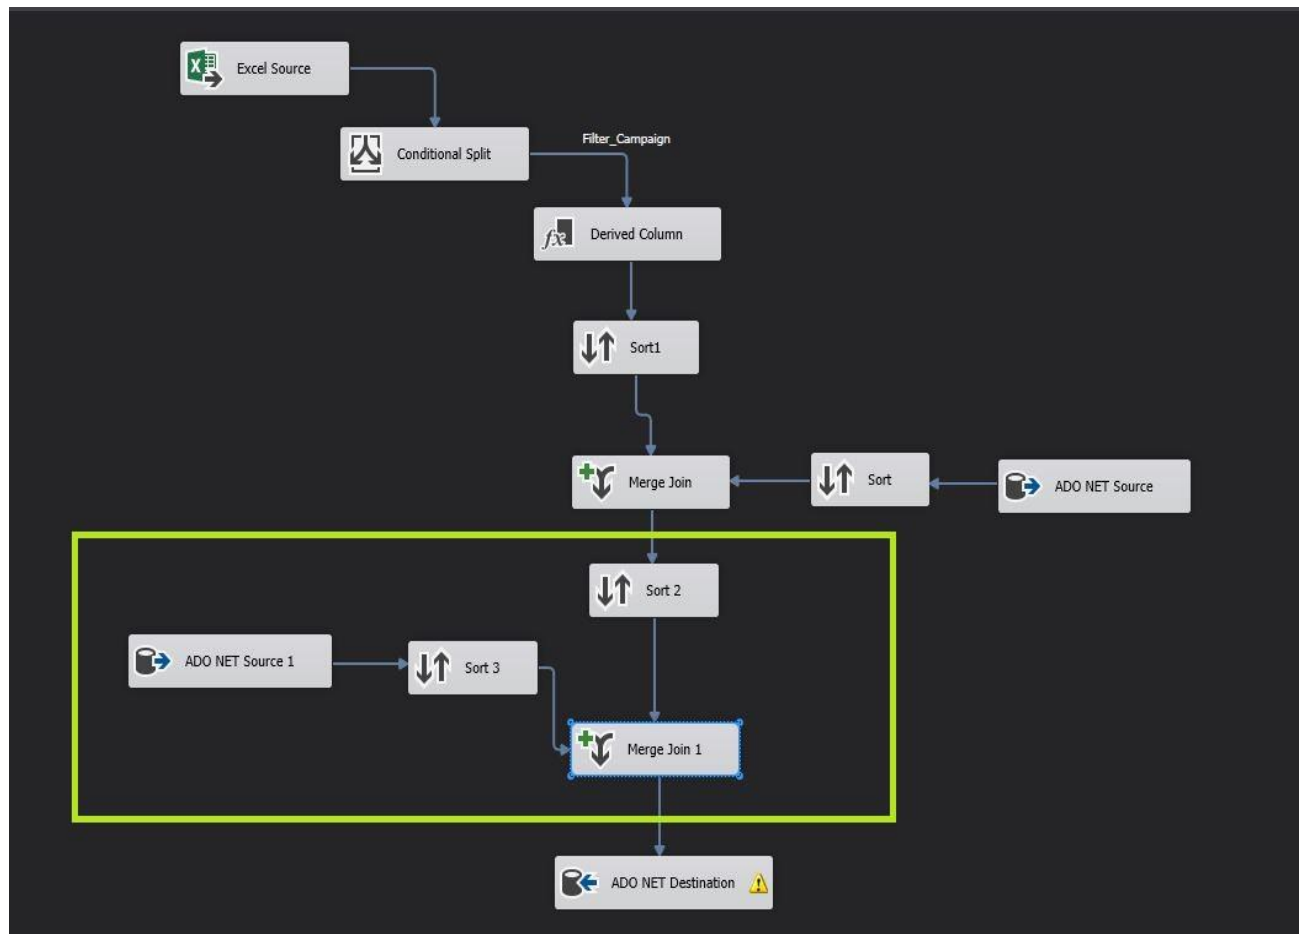 Excel Source
Conditional Split
Filter_Campaign
Derived Column
Sort1
Merge Join
Sort
ADO NET Source
Sort 2
ADO NET Source 1
Sort 3
Merge Join 1
ADO NET Destination